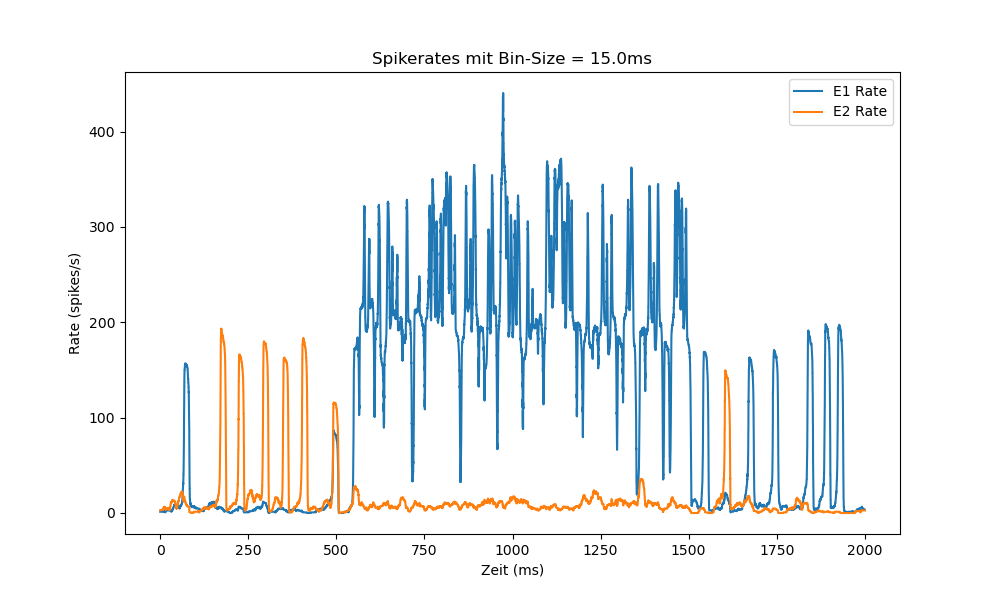 Spikerates mit Bin-Size = 15.0ms
E1 Rate
E2 Rate
400
300
200
100
0
Rate (spikes/s)
0 250 500 750 1000 1250 1500 1750 2000
Zeit (ms)